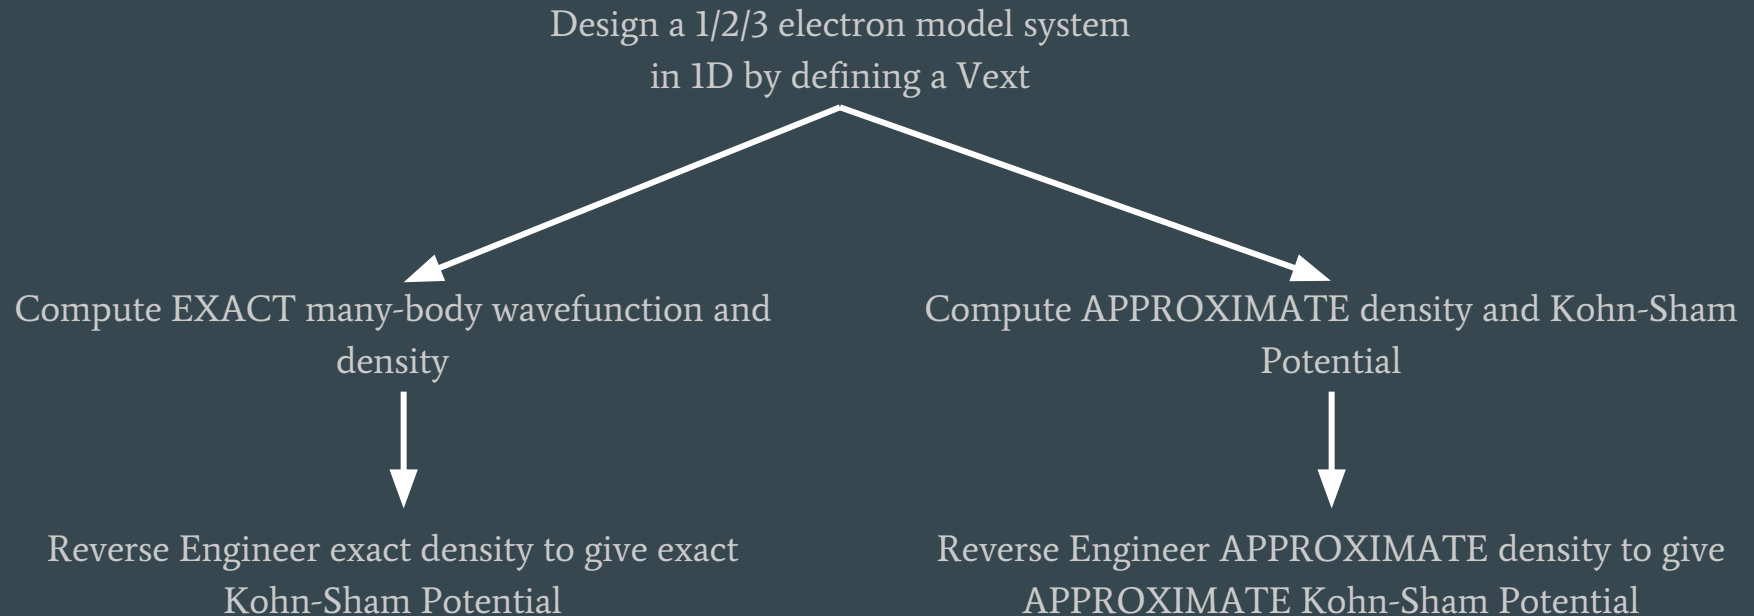 Design a 1/2/3 electron model system
in 1D by defining a Vext
Compute EXACT many-body wavefunction and
density
Compute APPROXIMATE density and Kohn-Sham
Potential
Reverse Engineer exact density to give exact
Kohn-Sham Potential
Reverse Engineer APPROXIMATE density to give
APPROXIMATE Kohn-Sham Potential